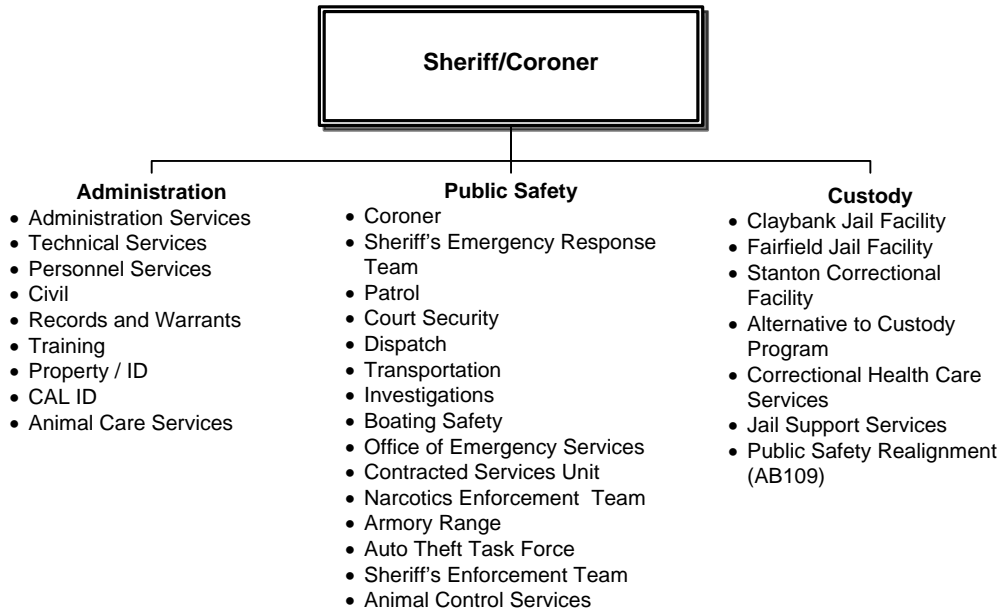 Sheriff/Coroner
Administration
• Administration Services
• Technical Services
• Personnel Services
• Civil
• Records and Warrants
• Training
• Property / ID
• CAL ID
• Animal Care Services
Public Safety
• Coroner
• Sheriff's Emergency Response
Team
• Patrol
• Court Security
• Dispatch
• Transportation
• Investigations
• Boating Safety
• Office of Emergency Services
• Contracted Services Unit
• Narcotics Enforcement  Team
• Armory Range
• Auto Theft Task Force
• Sheriff's Enforcement Team
• Animal Control Services
Custody
• Claybank Jail Facility
• Fairfield Jail Facility
• Stanton Correctional
Facility
• Alternative to Custody
Program
• Correctional Health Care
Services
• Jail Support Services
• Public Safety Realignment
(AB109)